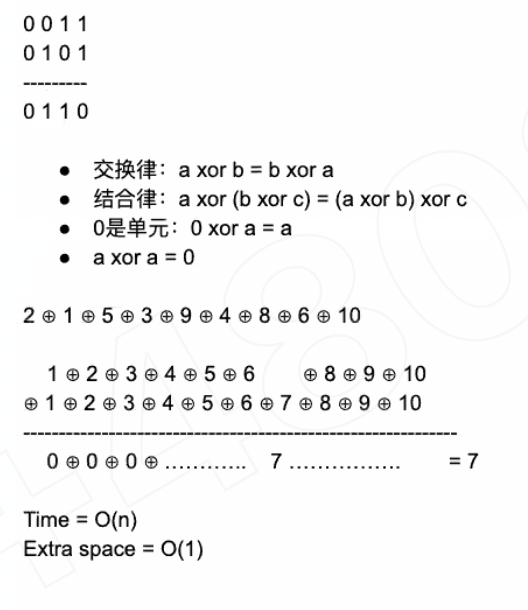 0 0 1 1
0 1 0 1
---------
0 1 1 0
● 交换律：a xor b = b xor a
● 结合律：a xor (b xor c) = (a xor b) xor c
● 0是单元：0 xor a = a
● a xor a = 0
2 ⊕ 1 ⊕ 5 ⊕ 3 ⊕ 9 ⊕ 4 ⊕ 8 ⊕ 6 ⊕ 10
1 ⊕ 2 ⊕ 3 ⊕ 4 ⊕ 5 ⊕ 6 ⊕ 8 ⊕ 9 ⊕ 10
⊕ 1 ⊕ 2 ⊕ 3 ⊕ 4 ⊕ 5 ⊕ 6 ⊕ 7 ⊕ 8 ⊕ 9 ⊕ 10
--------------------------------------------------------------
0 ⊕ 0 ⊕ 0 ⊕ ………… 7 ……………. = 7
Time = O(n)
Extra space = O(1)